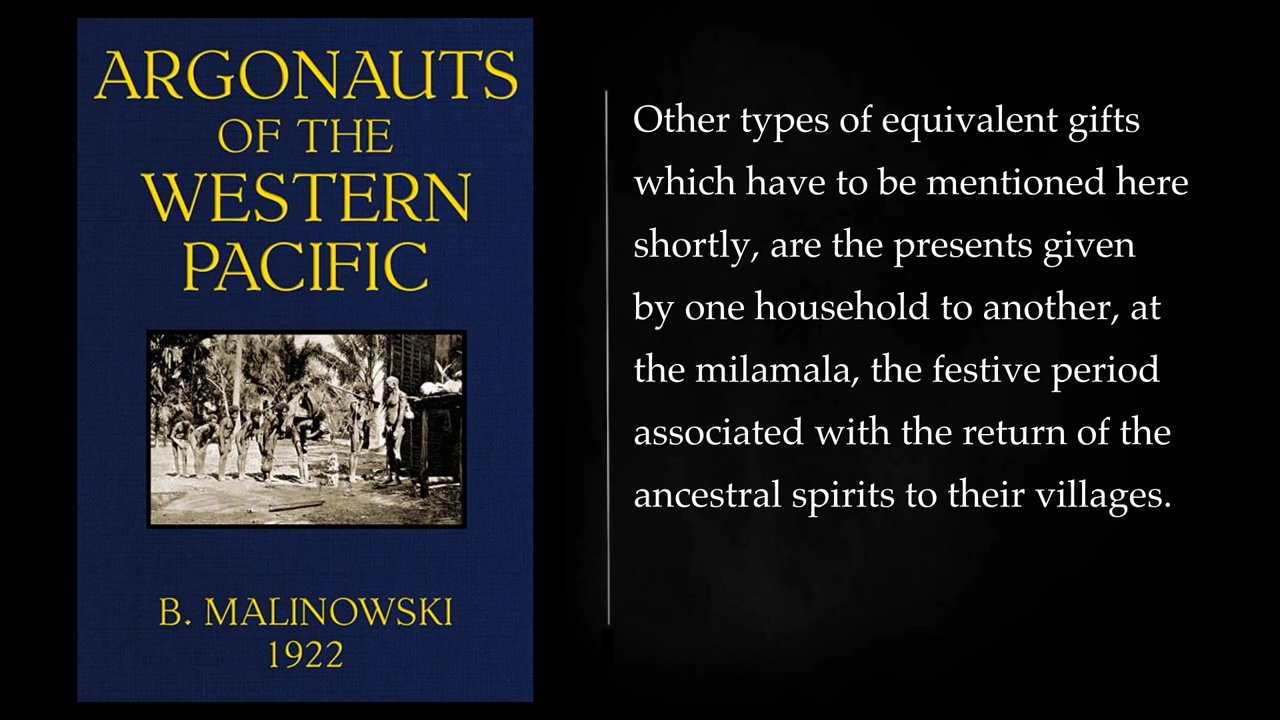 ARGONAUTS
OF THE
WESTERN
PACIFIC
B. MALINOWSKI
1922
Other types of equivalent gifts
which have to be mentioned here
shortly, are the presents given
by one household to another, at
the milamala, the festive period
associated with the return of the
ancestral spirits to their villages.